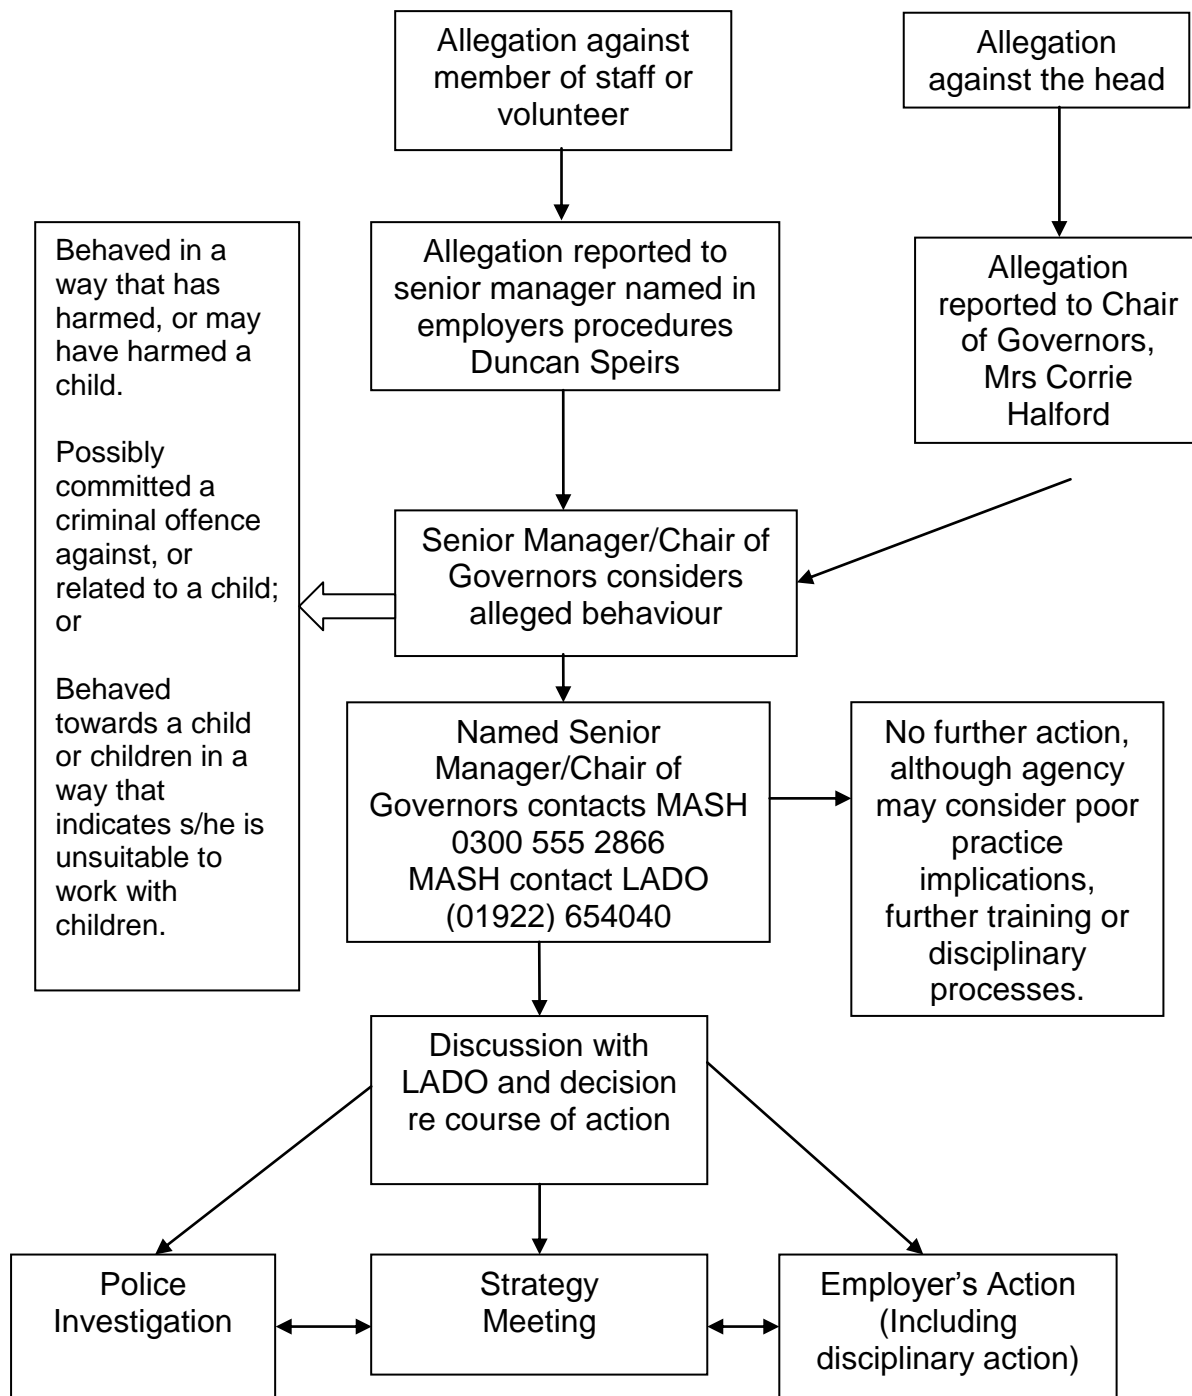 Allegation against
member of staff or
volunteer
Allegation
against the head
Behaved in a
way that has
harmed, or may
have harmed a
child.
Possibly
committed a
criminal offence
against, or
related to a child;
or
Behaved
towards a child
or children in a
way that
indicates s/he is
unsuitable to
work with
children.
Allegation reported to
senior manager named in
employers procedures
Duncan Speirs
Allegation
reported to Chair
of Governors,
Mrs Corrie
Halford
Senior Manager/Chair of
Governors considers
alleged behaviour
Named Senior
Manager/Chair of
Governors contacts MASH
0300 555 2866
MASH contact LADO
(01922) 654040
No further action,
although agency
may consider poor
practice
implications,
further training or
disciplinary
processes.
Discussion with
LADO and decision
re course of action
Police
Investigation
Strategy
Meeting
Employer’s Action
(Including
disciplinary action)